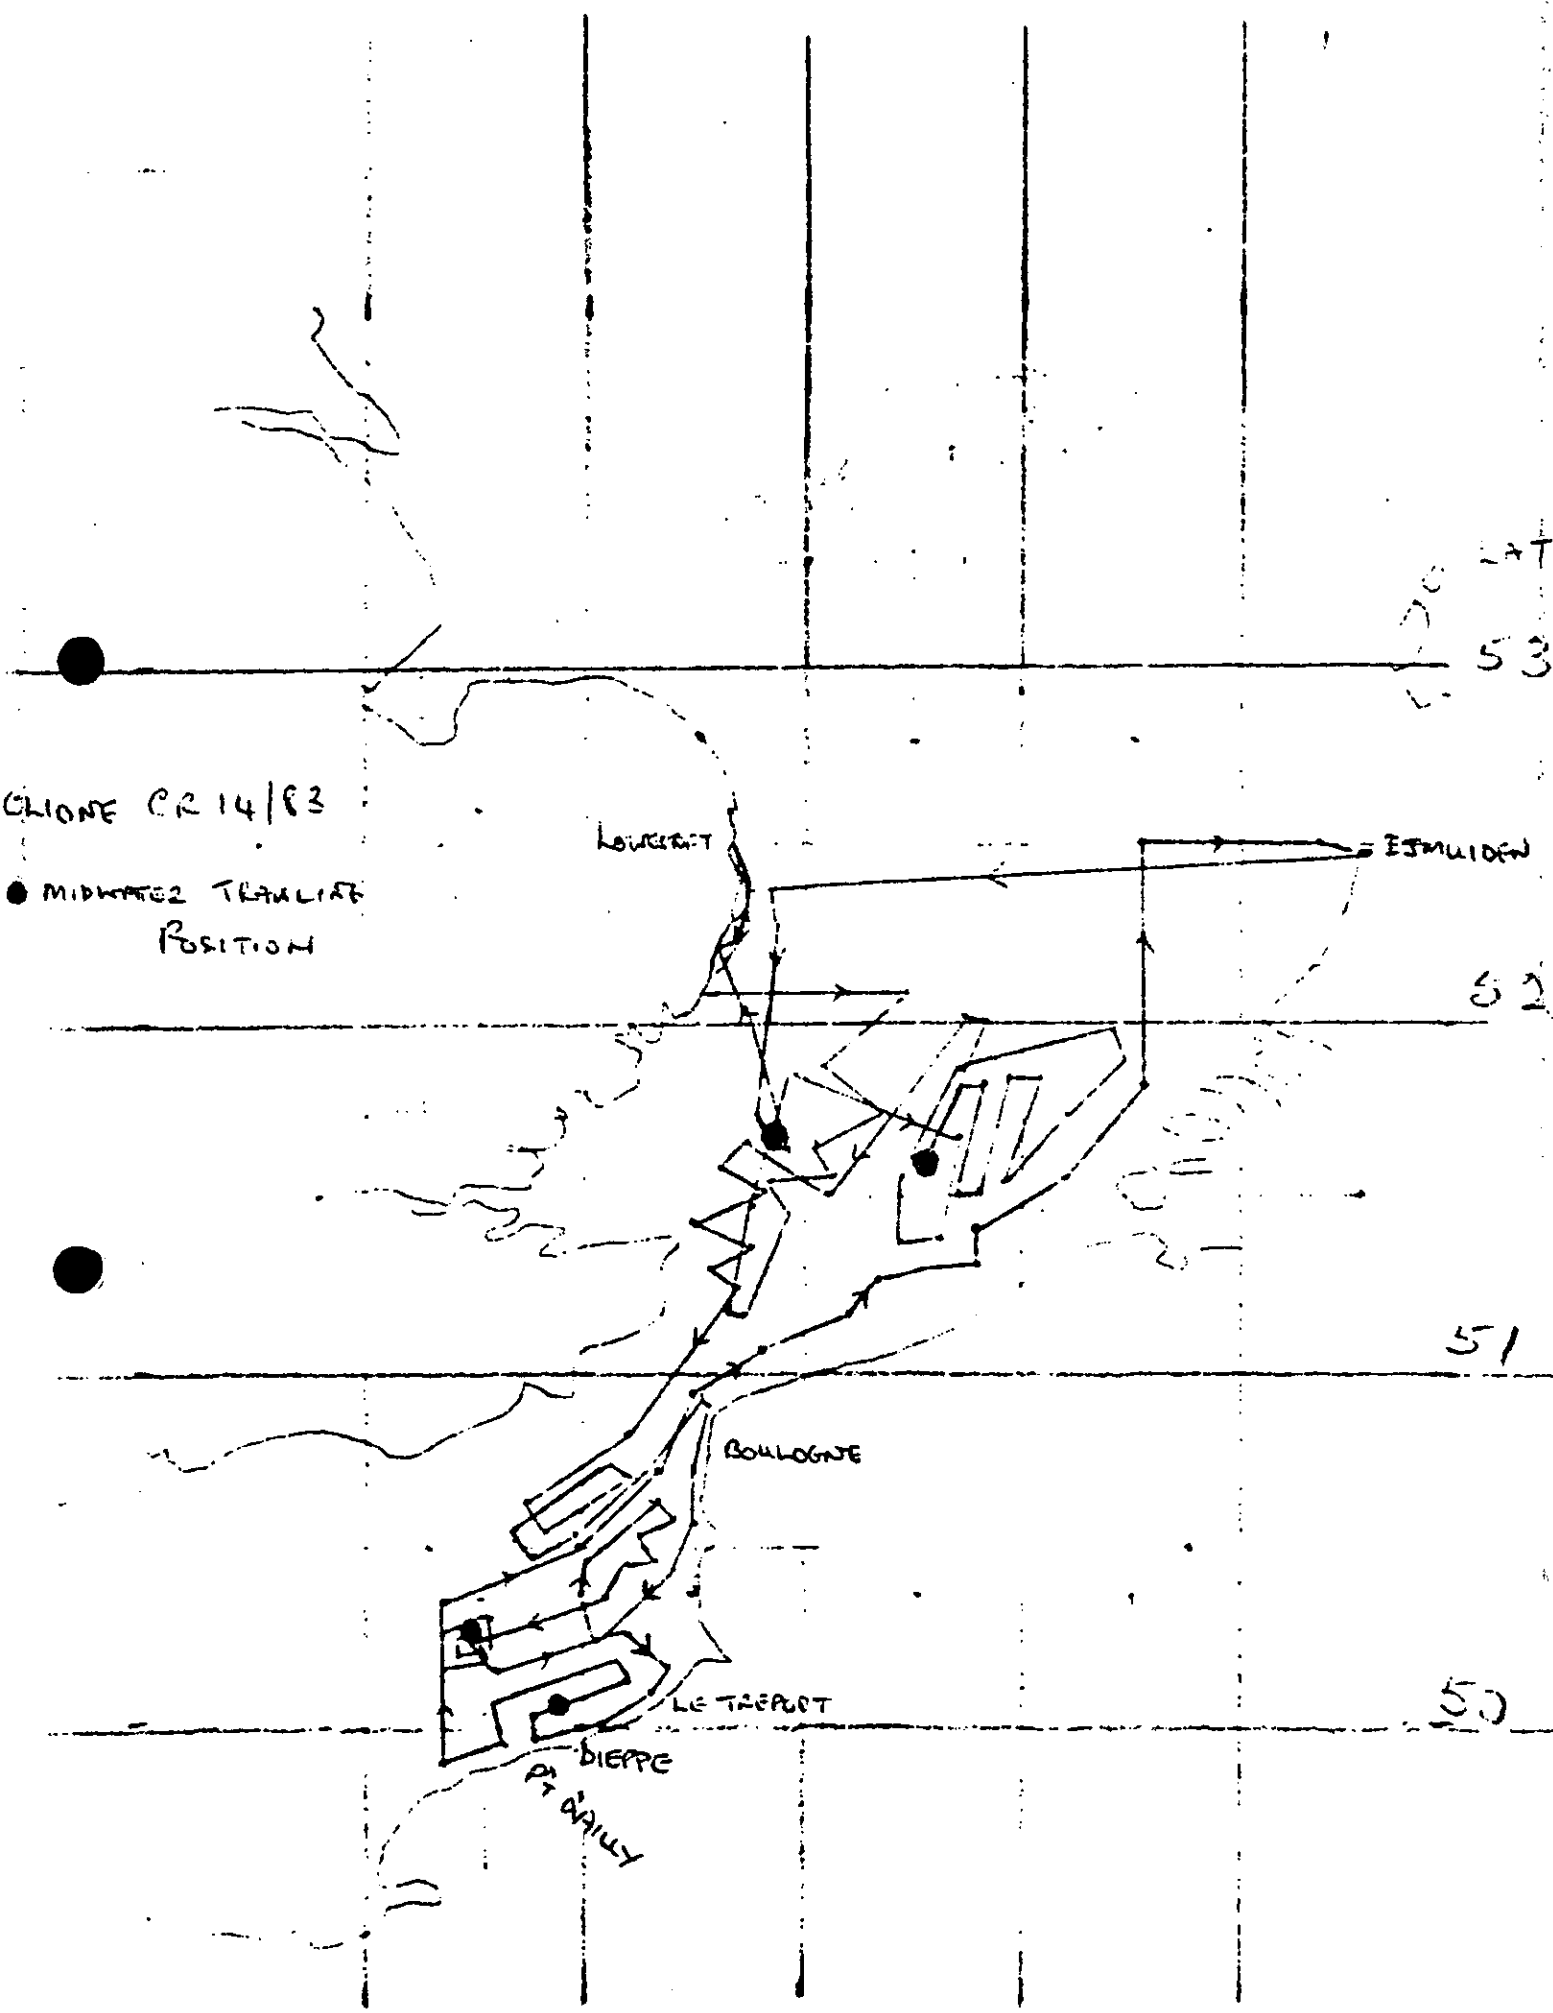 LAT
53
CLIONE CR 14/83
LOWESTOFT
EJMUIDEN
● MIDWATER TRAWLING
POSITION
52
51
BOULOGNE
LE TREPORT
50
DIEPPE
PT D'AILLY